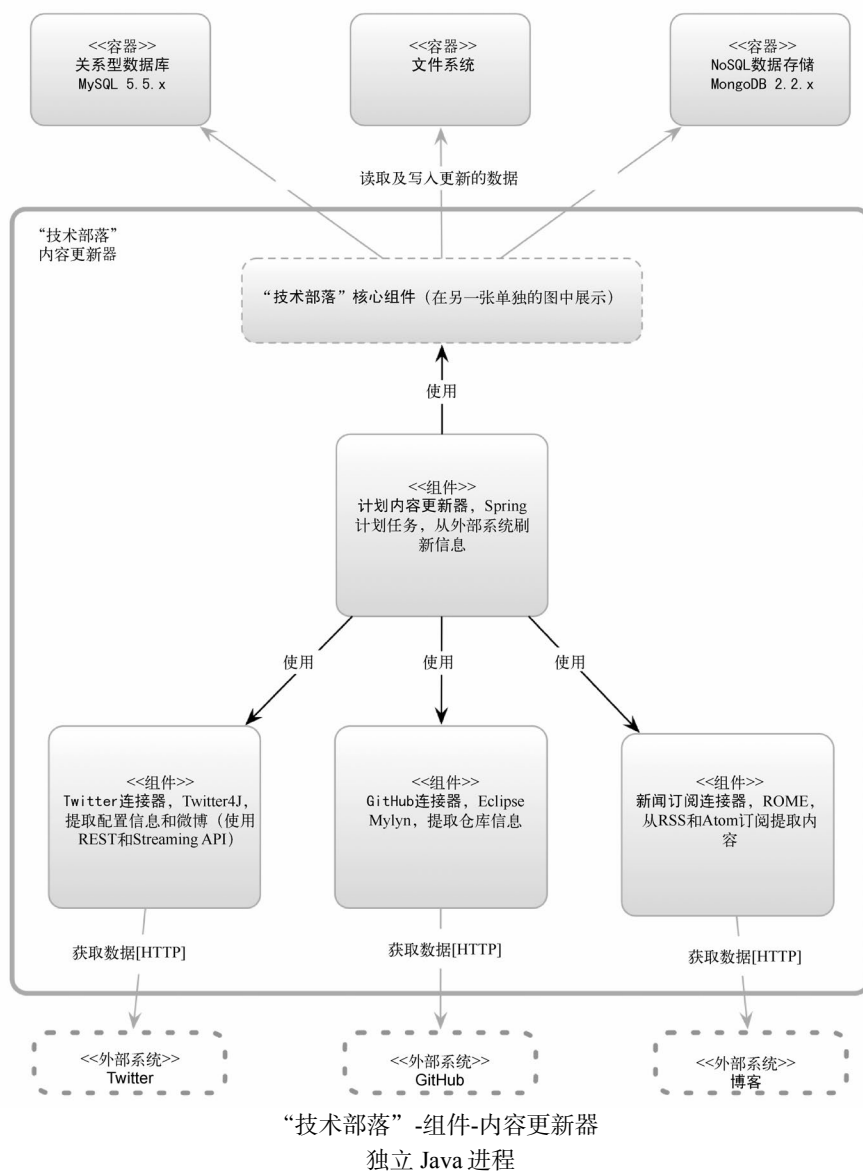 <<容器>>
关系型数据库
MySQL 5.5.x
<<容器>>
文件系统
<<容器>>
NoSQL数据存储
MongoDB 2.2.x
读取及写入更新的数据
“技术部落”
内容更新器
“技术部落”核心组件（在另一张单独的图中展示）
使用
<<组件>>
计划内容更新器，Spring
计划任务，从外部系统刷
新信息
使用
使用
使用
<<组件>>
Twitter连接器，Twitter4J，
提取配置信息和微博（使用
REST和Streaming API）
<<组件>>
GitHub连接器，Eclipse
Mylyn，提取仓库信息
<<组件>>
新闻订阅连接器，ROME，
从RSS和Atom订阅提取内
容
获取数据[HTTP]
获取数据[HTTP]
获取数据[HTTP]
<<外部系统>>
Twitter
<<外部系统>>
GitHub
<<外部系统>>
博客
“技术部落”-组件-内容更新器
独立 Java 进程